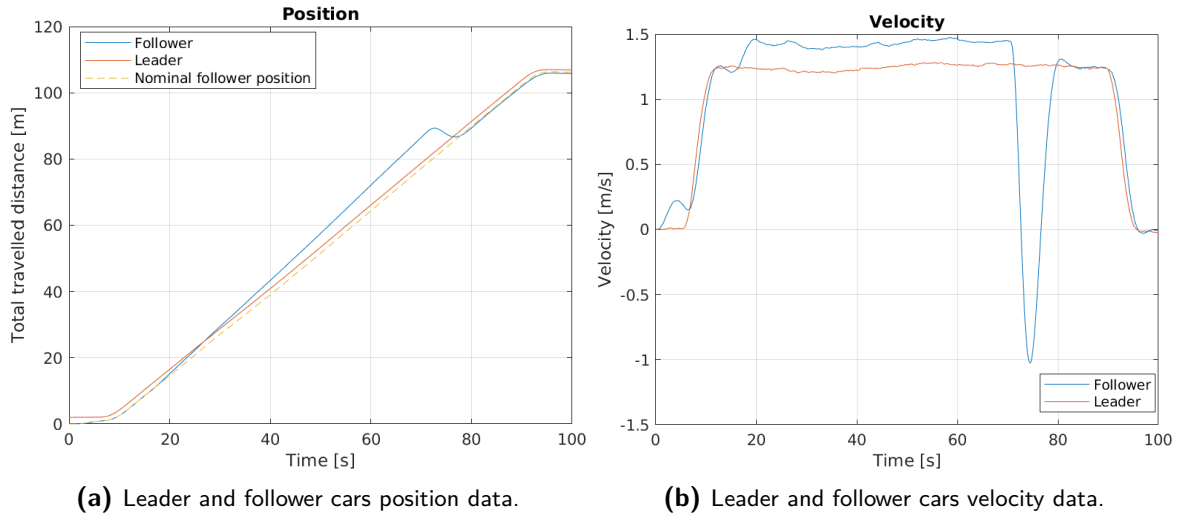 Position
Total travelled distance [m]
120
100
80
60
40
20
0
Follower
Leader
Nominal follower position
0 20 40 60 80 100
Time [s]
(a) Leader and follower cars position data.
Velocity
Velocity [m/s]
1.5
1
0.5
0
-0.5
-1
-1.5
Follower
Leader
0 20 40 60 80 100
Time [s]
(b) Leader and follower cars velocity data.